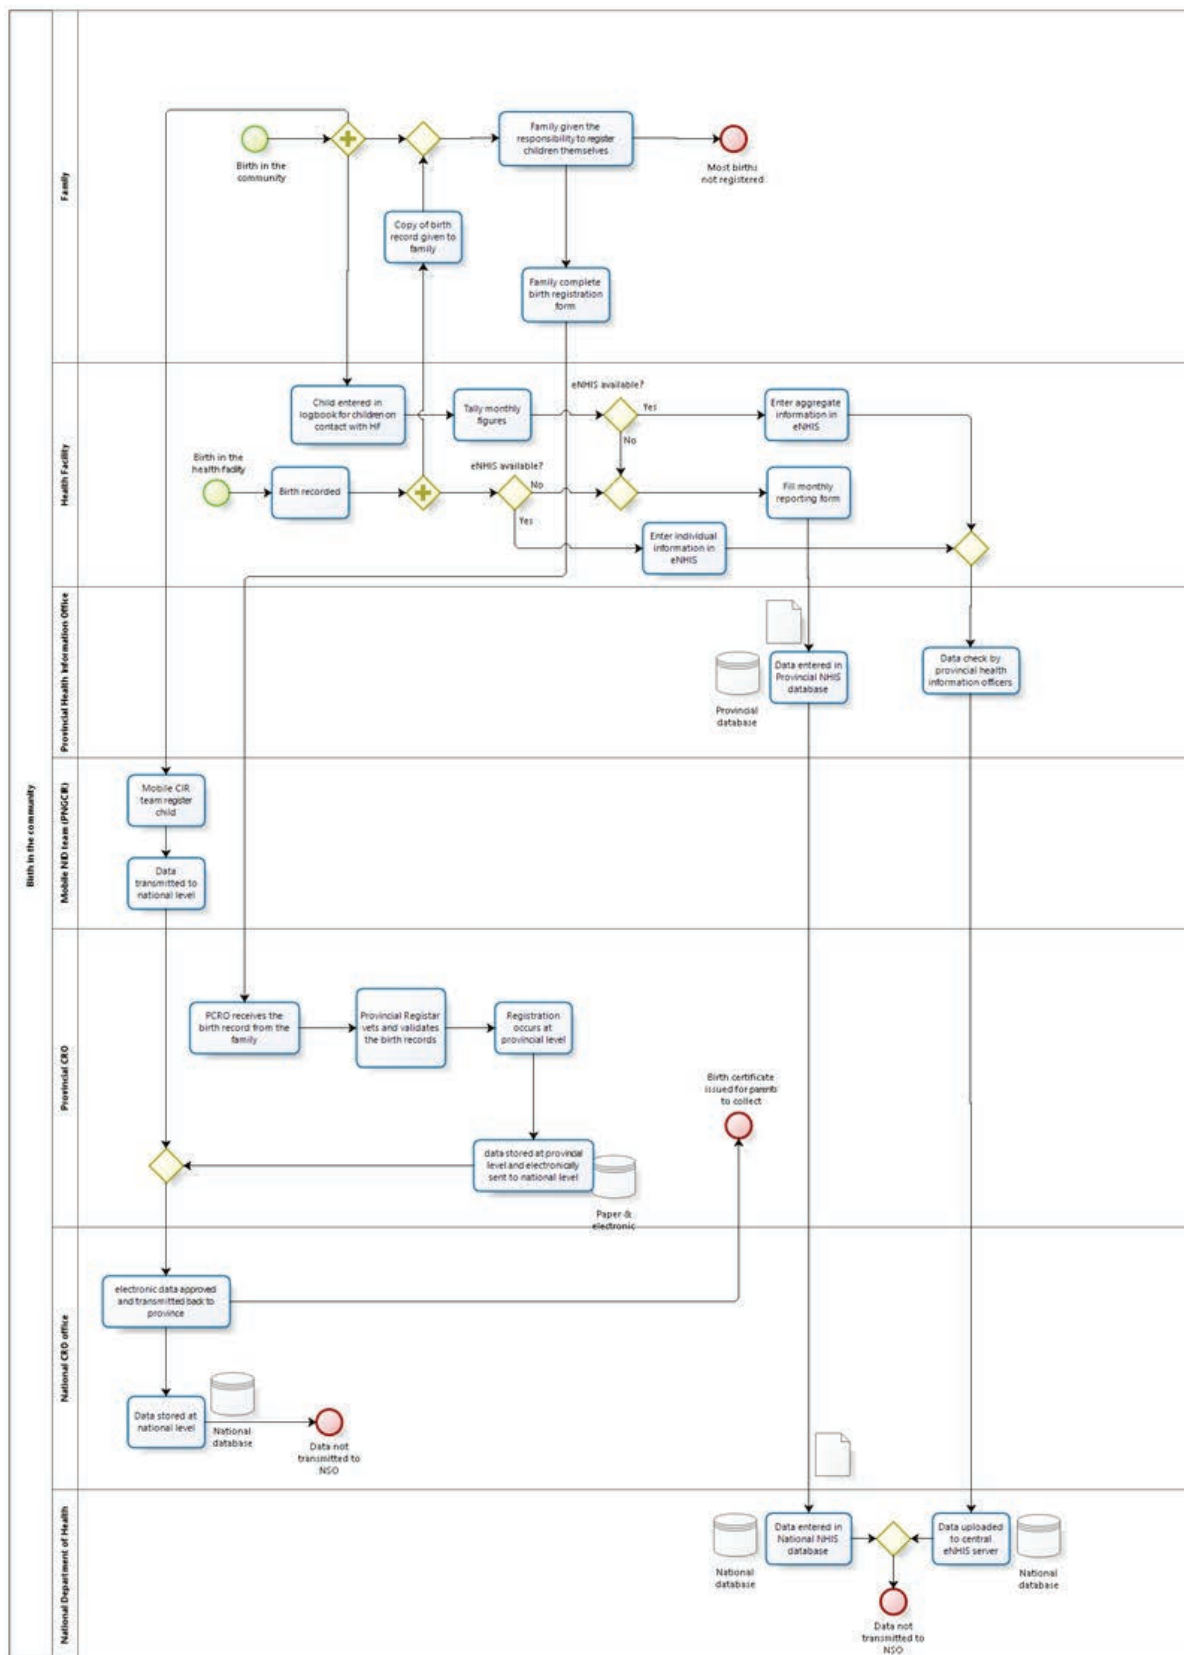 Birth in the community
Family
Birth in the
community
Family given the
responsibility to register
children themselves
Most births
not registered
Copy of birth
record given to
family
Family complete
birth registration
form
Health Facility
eNHIS available?
Child entered in
logbook for children on
contact with HF
Tally monthly
figures
Yes
Enter aggregate
information in
eNHIS
No
Birth in the
health facility
eNHIS available?
Birth recorded
No
Fill monthly
reporting form
Yes
Enter individual
information in
eNHIS
Provincial Health Information Office
Data entered in
Provincial NHIS
database
Provincial
database
Data check by
provincial health
information officers
Mobile NID team (PNGCIR)
Mobile CIR
team register
child
Data
transmitted to
national level
Provincial CRO
PCRO receives the
birth record from the
family
Provincial Registar
vets and validates
the birth records
Registration
occurs at
provincial level
Birth certificate
issued for parents
to collect
data stored at provincial
level and electronically
sent to national level
Paper &
electronic
National CRO office
electronic data approved
and transmitted back to
province
Data stored at
national level
National
database
Data not
transmitted to
NSO
National Department of Health
National
database
Data entered in
National NHIS
database
Data uploaded
to central
eNHIS server
National
database
Data not
transmitted to
NSO